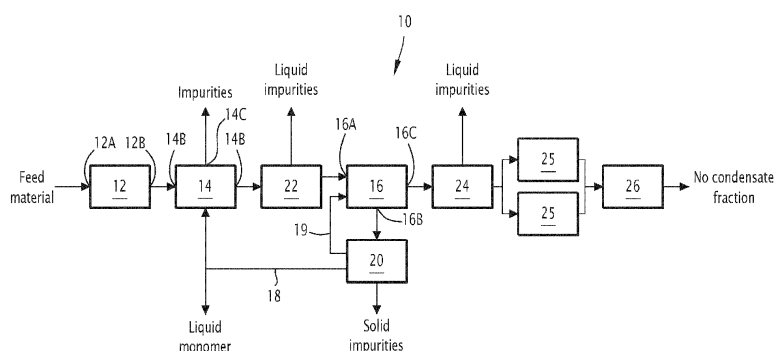 10
Liquid
impurities
Liquid
impurities
Impurities
14C
16A
16C
12A
12B
14B
14B
25
Feed
material
12
14
22
16
24
26
No condensate
fraction
25
19
16B
20
18
Liquid
monomer
Solid
impurities